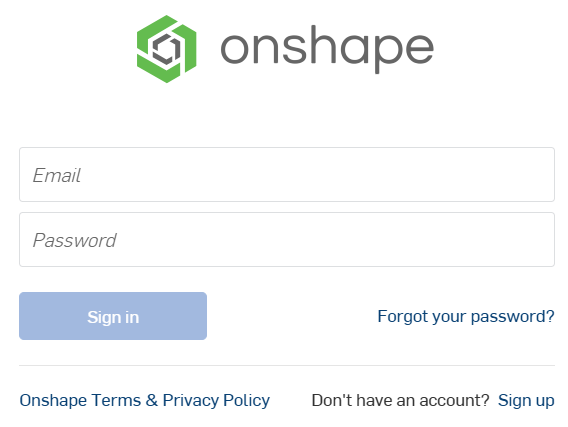 onshape
Email
Password
Sign in
Forgot your password?
Onshape Terms & Privacy Policy
Don't have an account? Sign up